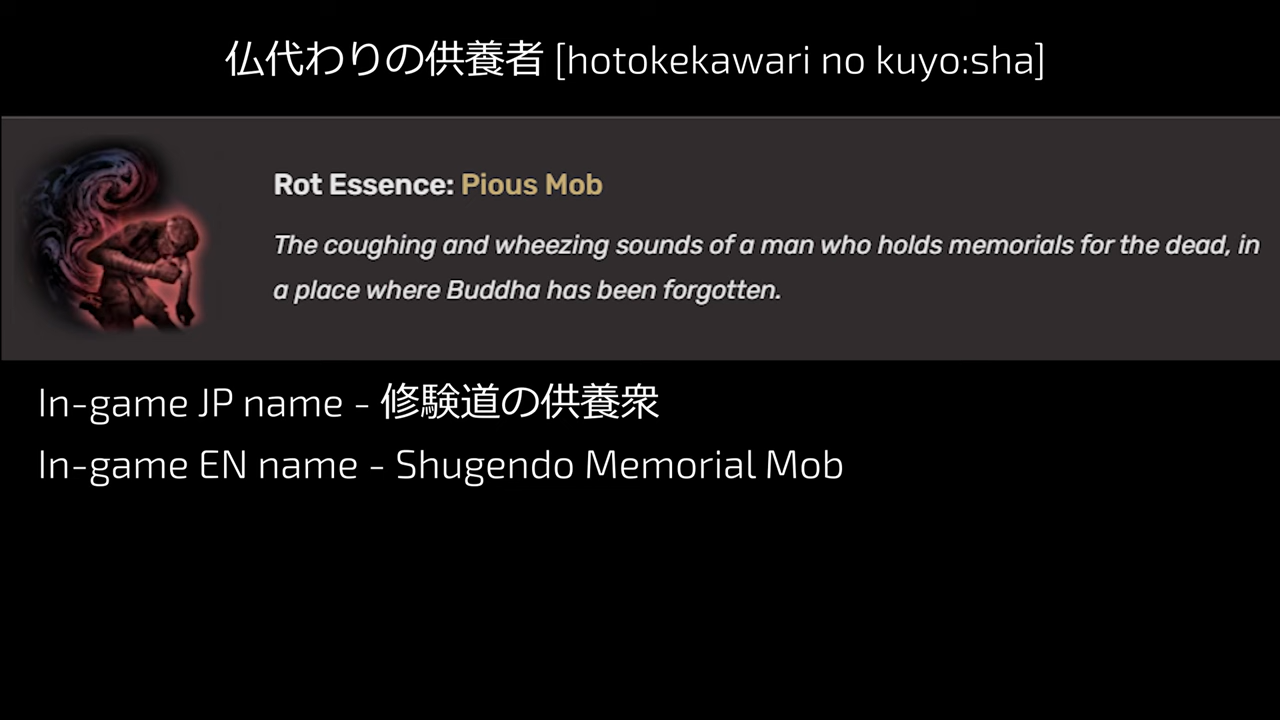 仏代わりの供養者 [hotokekawari no kuyo:sha]
Rot Essence: Pious Mob
The coughing and wheezing sounds of a man who holds memorials for the dead, in
a place where Buddha has been forgotten.
In-game JP name - 修験道の供養衆
In-game EN name - Shugendo Memorial Mob